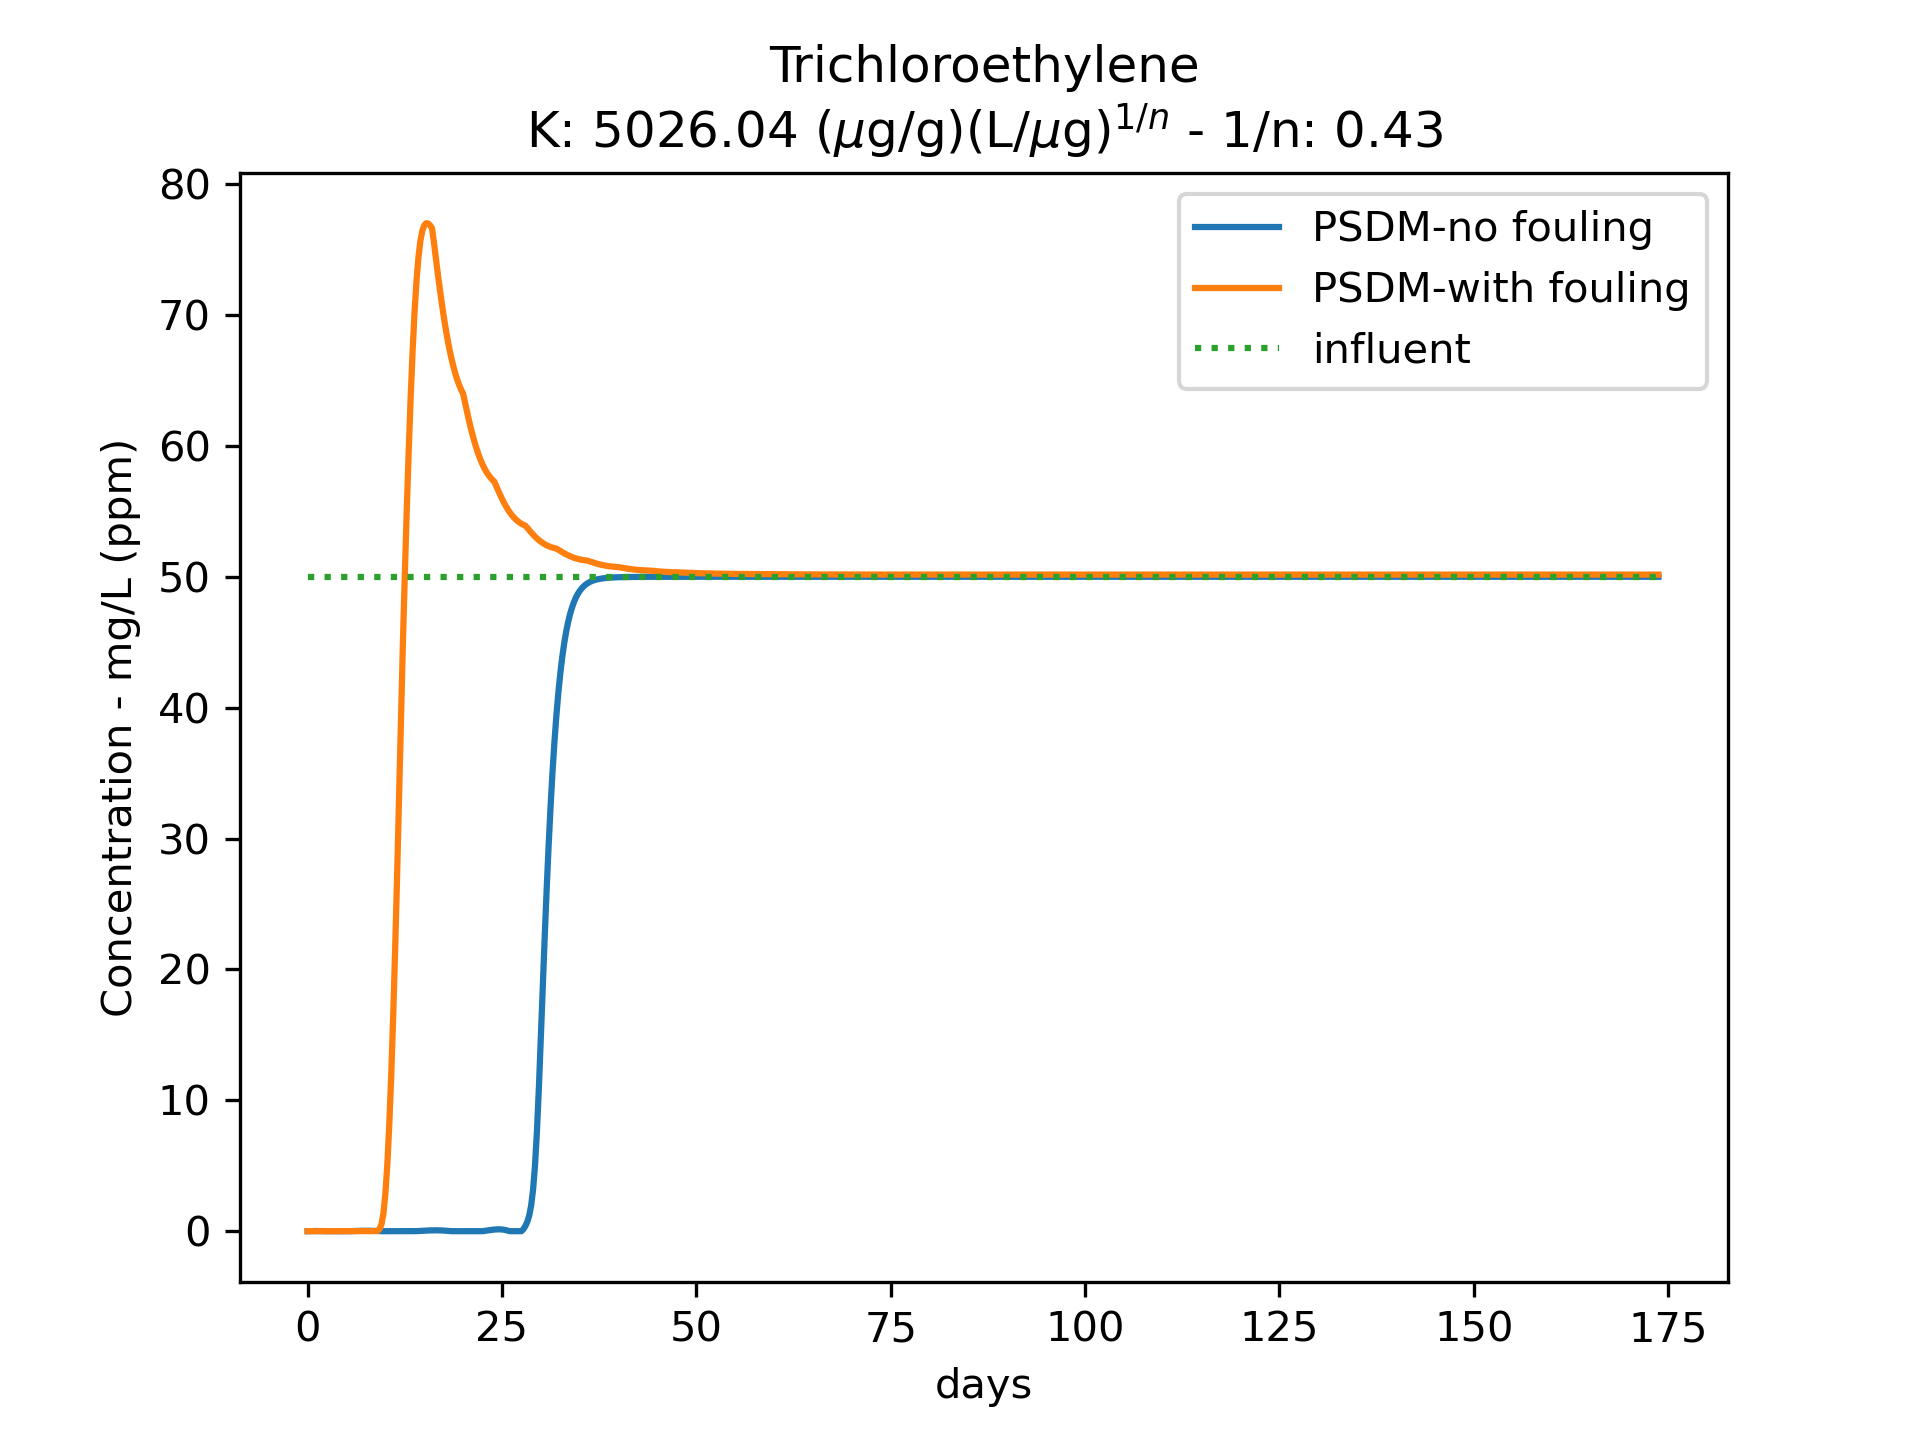 Trichloroethylene
K: 5026.04 (μg/g)(L/μg)^{1/n} - 1/n: 0.43
80
70
60
50
40
30
20
10
0
Concentration - mg/L (ppm)
PSDM-no fouling
PSDM-with fouling
influent
0 25 50 75 100 125 150 175
days